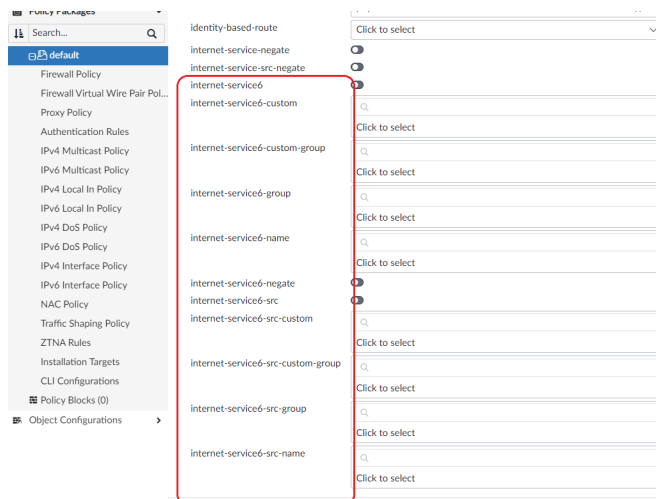 Policy Packages
Search...
default
Firewall Policy
Firewall Virtual Wire Pair Pol...
Proxy Policy
Authentication Rules
IPv4 Multicast Policy
IPv6 Multicast Policy
IPv4 Local In Policy
IPv6 Local In Policy
IPv4 DoS Policy
IPv6 DoS Policy
IPv4 Interface Policy
IPv6 Interface Policy
NAC Policy
Traffic Shaping Policy
ZTNA Rules
Installation Targets
CLI Configurations
Policy Blocks (0)
Object Configurations
identity-based-route
Click to select
internet-service-negate
internet-service-src-negate
internet-service6
internet-service6-custom
Click to select
internet-service6-custom-group
Click to select
internet-service6-group
Click to select
internet-service6-name
Click to select
internet-service6-negate
internet-service6-src
internet-service6-src-custom
Click to select
internet-service6-src-custom-group
Click to select
internet-service6-src-group
Click to select
internet-service6-src-name
Click to select